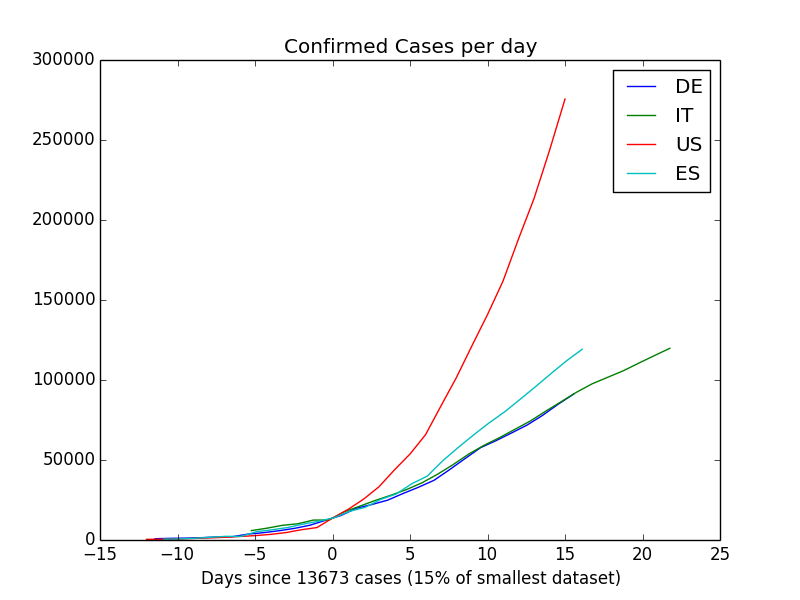 Confirmed Cases per day
300000
250000
200000
150000
100000
50000
0
DE
IT
US
ES
−15 −10 −5 0 5 10 15 20 25
Days since 13673 cases (15% of smallest dataset)